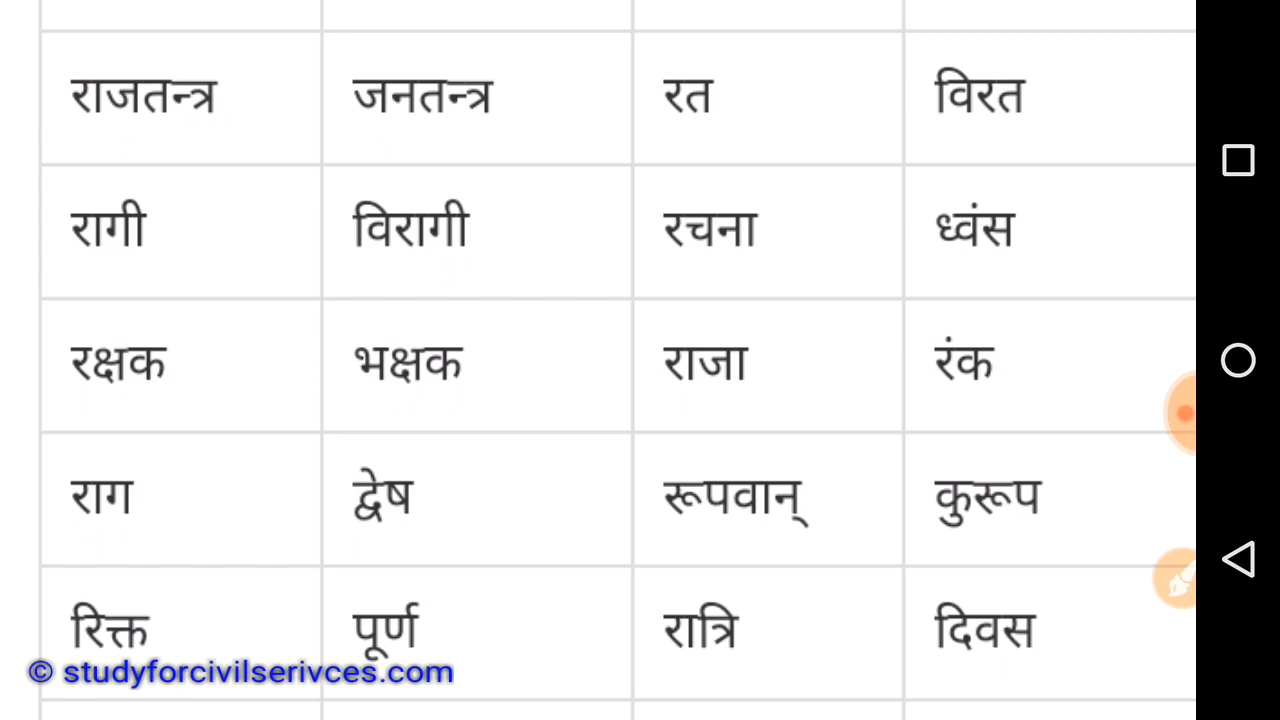 राजतन्त्र जनतन्त्र रत विरत
रागी विरागी रचना ध्वंस
रक्षक भक्षक राजा रंक
राग द्वेष रूपवान् कुरूप
रिक्त पूर्ण रात्रि दिवस
© studyforcivilserivces.com